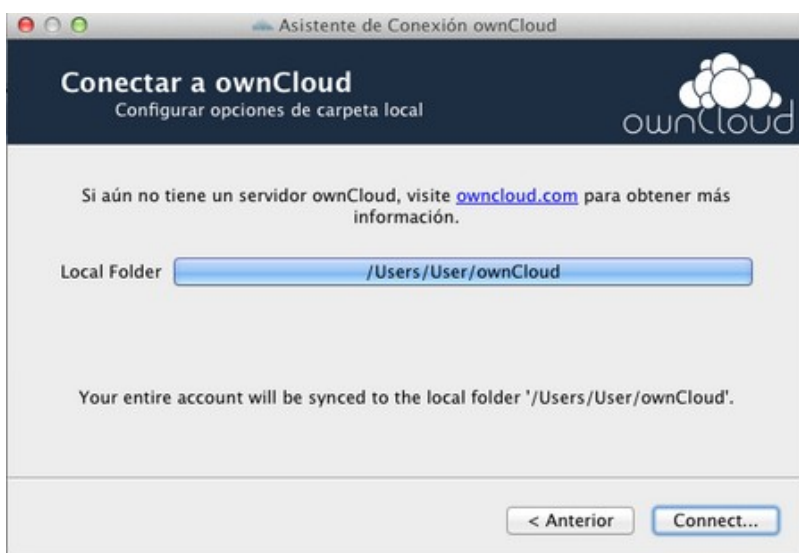 Asistente de Conexión ownCloud
Conectar a ownCloud
Configurar opciones de carpeta local
ownCloud
Si aún no tiene un servidor ownCloud, visite owncloud.com para obtener más
información.
Local Folder /Users/User/ownCloud
Your entire account will be synced to the local folder '/Users/User/ownCloud'.
< Anterior Connect...